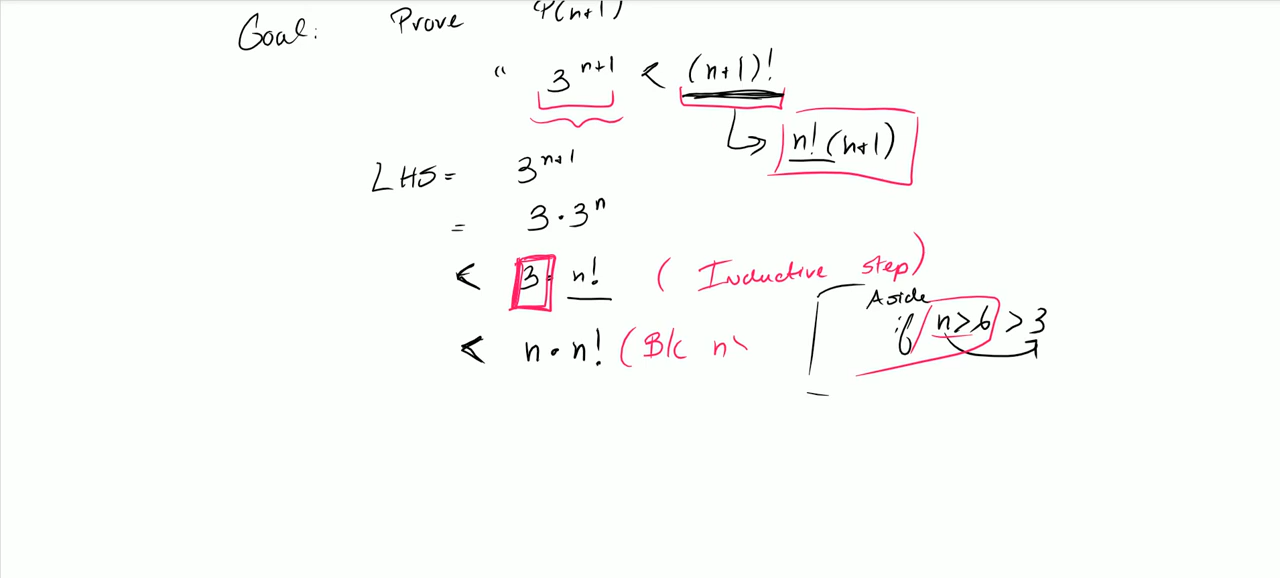 Goal: Prove P(n+1)
" 3^{n+1} < (n+1)!
n! (n+1)
LHS = 3^{n+1}
= 3 · 3^n
< 3 · n! ( Inductive step)
Aside
if n > 6 > 3
< n · n! ( B/c n